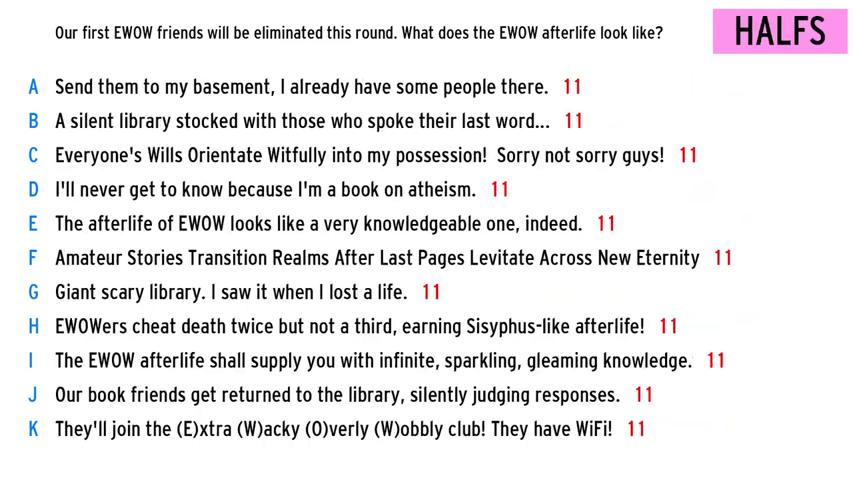 Our first EWOW friends will be eliminated this round. What does the EWOW afterlife look like?
HALFS
A Send them to my basement, I already have some people there. 11
B A silent library stocked with those who spoke their last word... 11
C Everyone's Wills Orientate Witfully into my possession!  Sorry not sorry guys! 11
D I'll never get to know because I'm a book on atheism. 11
E The afterlife of EWOW looks like a very knowledgeable one, indeed. 11
F Amateur Stories Transition Realms After Last Pages Levitate Across New Eternity 11
G Giant scary library. I saw it when I lost a life. 11
H EWOWers cheat death twice but not a third, earning Sisyphus-like afterlife! 11
I The EWOW afterlife shall supply you with infinite, sparkling, gleaming knowledge. 11
J Our book friends get returned to the library, silently judging responses. 11
K They'll join the (E)xtra (W)acky (O)verly (W)obbly club! They have WiFi! 11